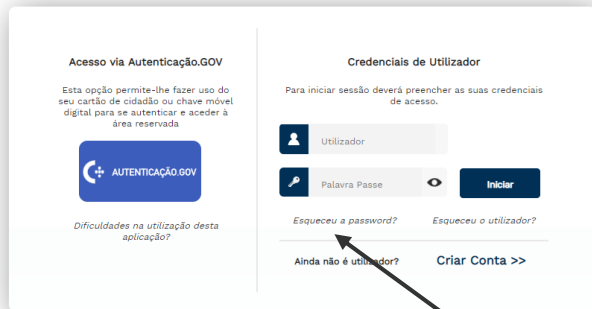 Acesso via Autenticação.GOV
Esta opção permite-lhe fazer uso do
seu cartão de cidadão ou chave móvel
digital para se autenticar e aceder à
área reservada
AUTENTICAÇÃO.GOV
Dificuldades na utilização desta
aplicação?
Credenciais de Utilizador
Para iniciar sessão deverá preencher as suas credenciais
de acesso.
Utilizador
Palavra Passe
Iniciar
Esqueceu a password?
Esqueceu o utilizador?
Ainda não é utilizador?
Criar Conta >>